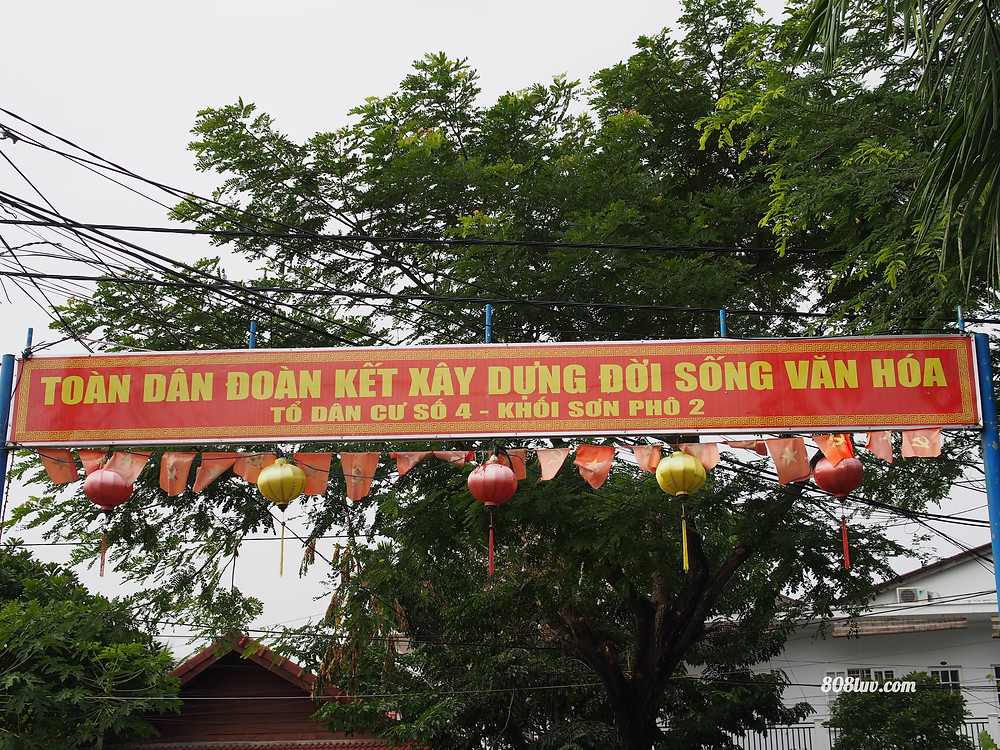 TOÀN DÂN ĐOÀN KẾT XÂY DỰNG ĐỜI SỐNG VĂN HÓA
TỔ DÂN CƯ SỐ 4 - KHỐI SƠN PHÔ 2
808luv.com